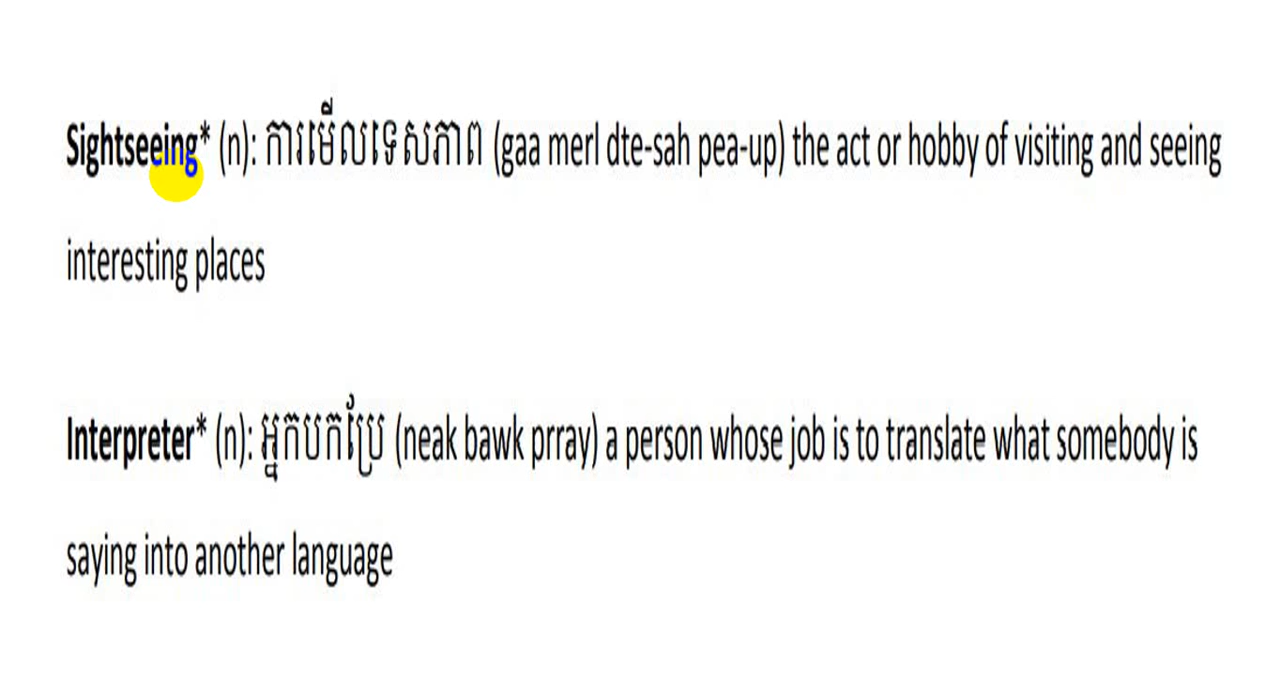 Sightseeing* (n): ការមើលទេសភាព (gaa merl dte-sah pea-up) the act or hobby of visiting and seeing
interesting places
Interpreter* (n): អ្នកបកប្រែ (neak bawk prray) a person whose job is to translate what somebody is
saying into another language